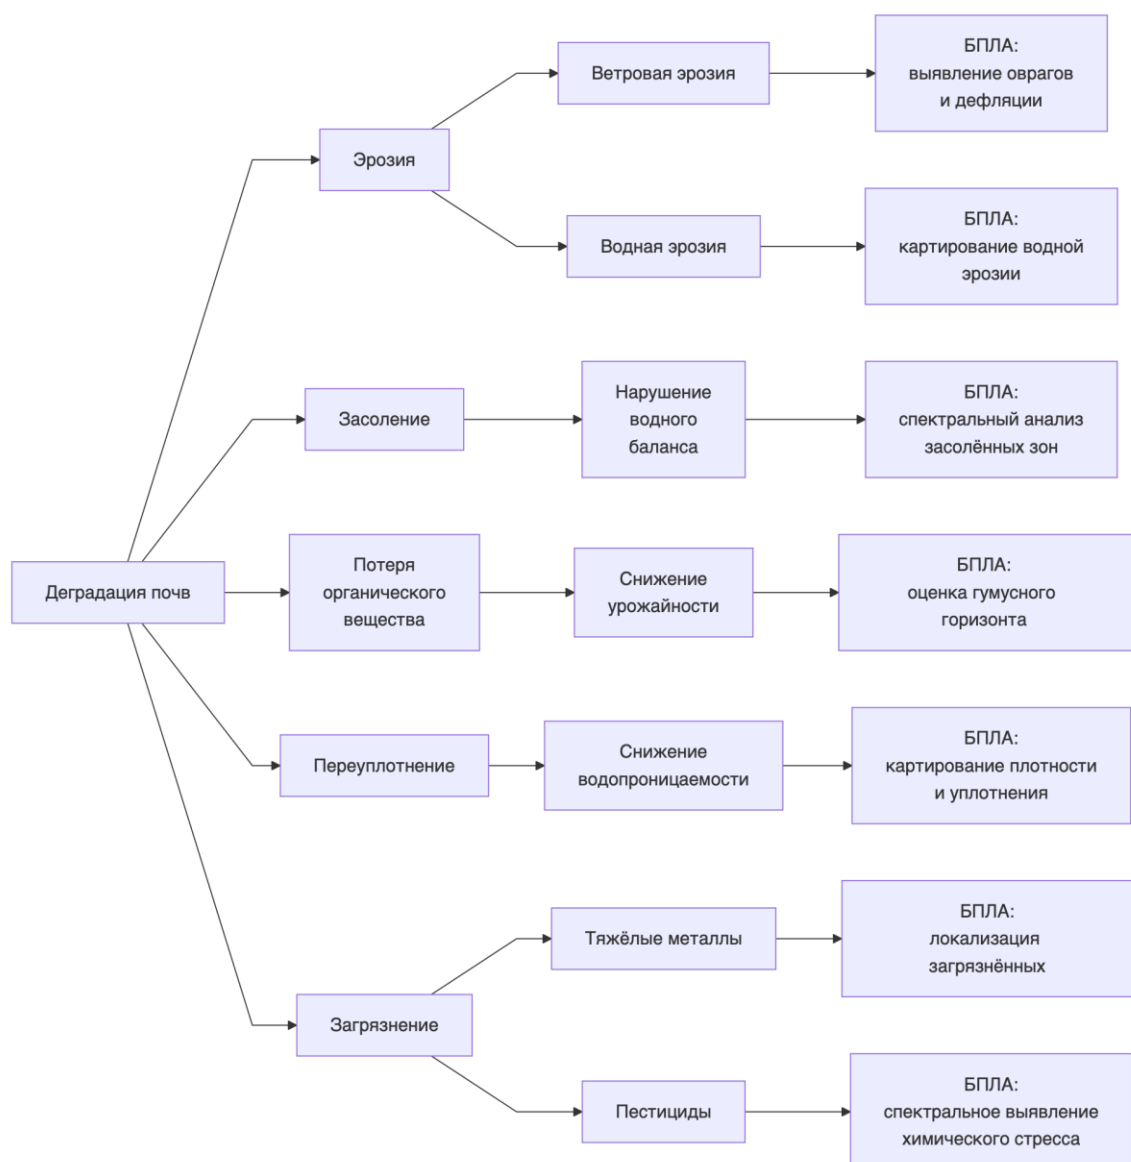 БПЛА:
выявление оврагов
и дефляции
Ветровая эрозия
Эрозия
Водная эрозия
БПЛА:
картирование водной
эрозии
Засоление
Нарушение
водного
баланса
БПЛА:
спектральный анализ
засолённых зон
Деградация почв
Потеря
органического
вещества
Снижение
урожайности
БПЛА:
оценка гумусного
горизонта
Переуплотнение
Снижение
водопроницаемости
БПЛА:
картирование плотности
и уплотнения
Тяжёлые металлы
БПЛА:
локализация
загрязнённых
Загрязнение
Пестициды
БПЛА:
спектральное выявление
химического стресса